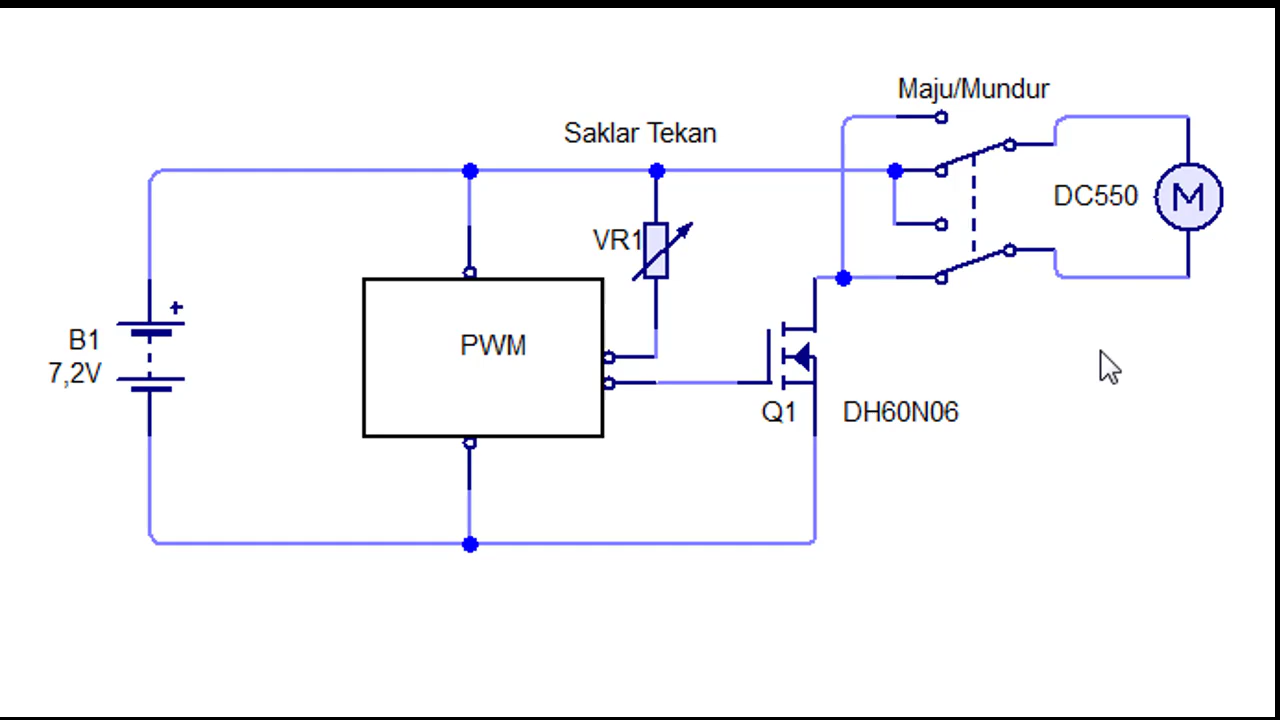 Maju/Mundur
Saklar Tekan
DC550
M
VR1
+
B1
7,2V
PWM
Q1
DH60N06